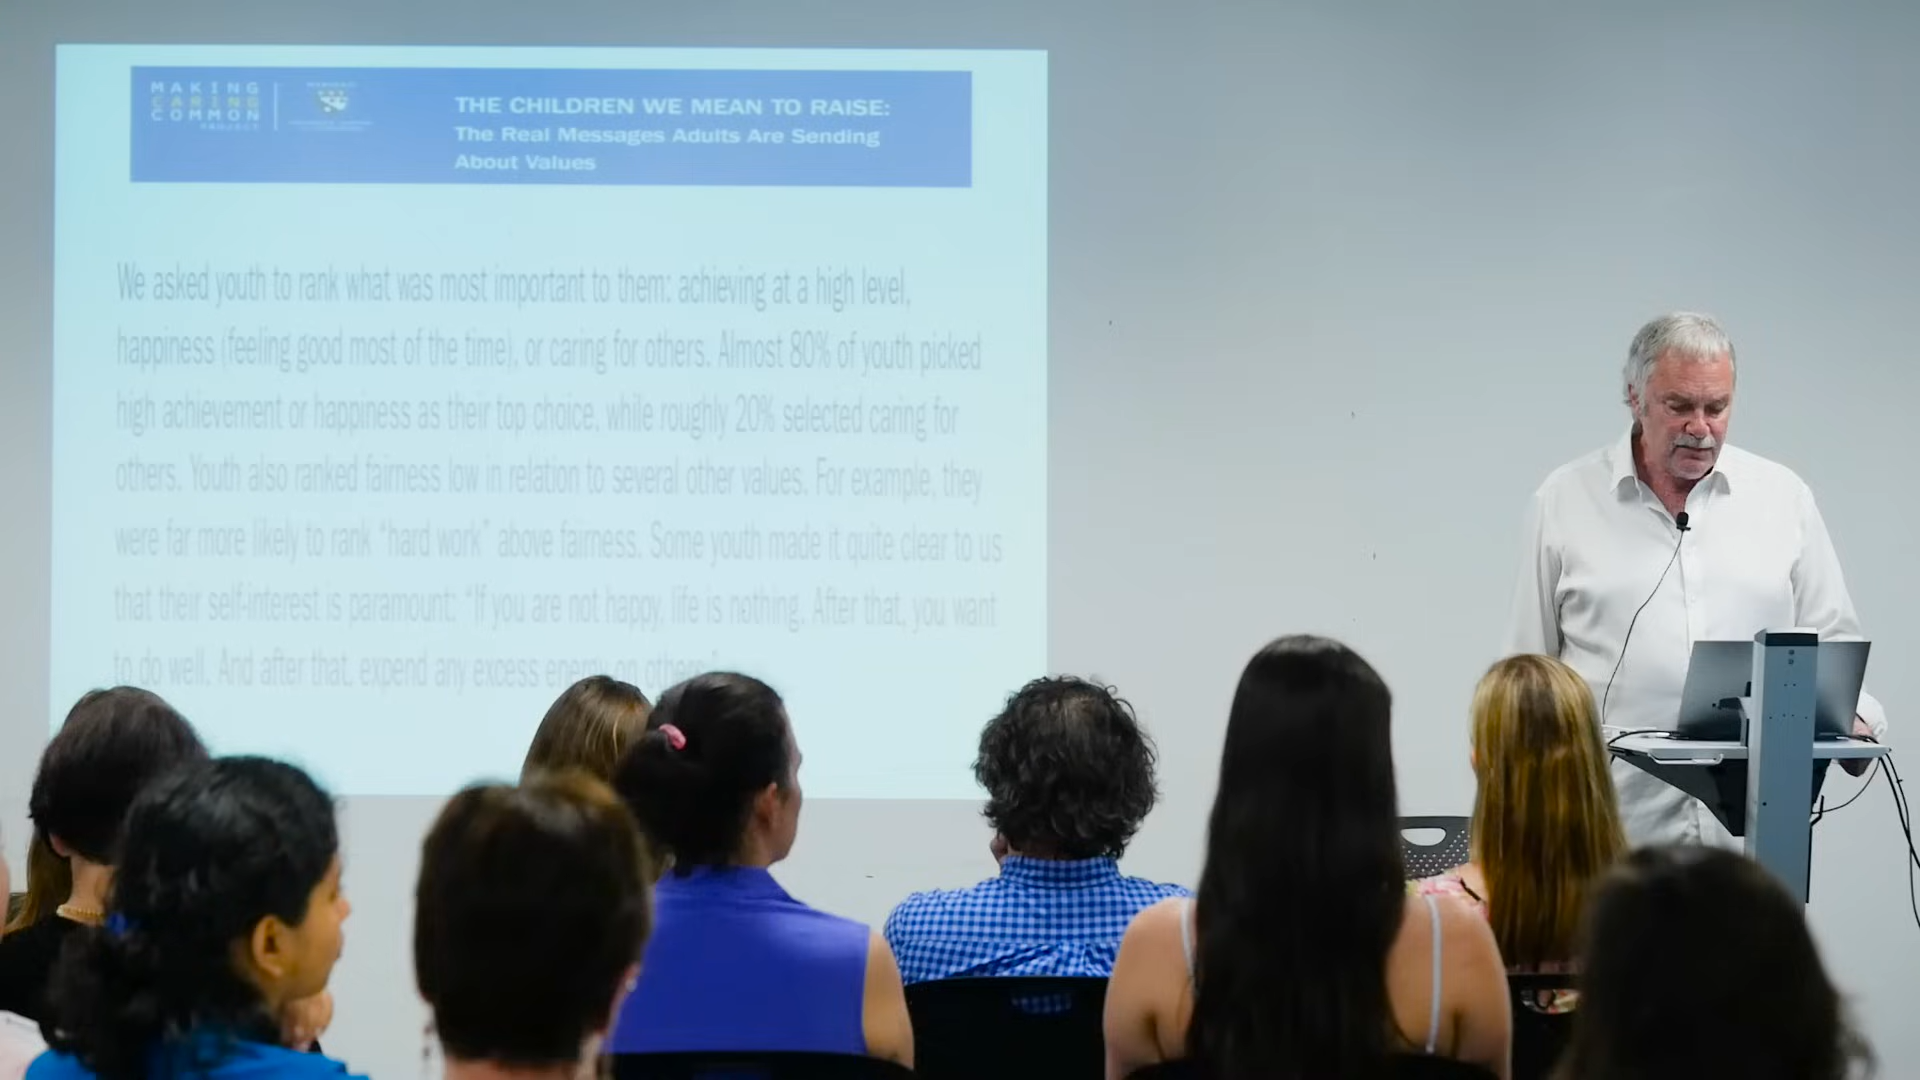 MAKING
CARING
COMMON
PROJECT
THE CHILDREN WE MEAN TO RAISE:
The Real Messages Adults Are Sending
About Values
We asked youth to rank what was most important to them: achieving at a high level,
happiness (feeling good most of the time), or caring for others. Almost 80% of youth picked
high achievement or happiness as their top choice, while roughly 20% selected caring for
others. Youth also ranked fairness low in relation to several other values. For example, they
were far more likely to rank “hard work” above fairness. Some youth made it quite clear to us
that their self-interest is paramount: “If you are not happy, life is nothing. After that, you want
to do well. And after that, expend any excess energy on others.”